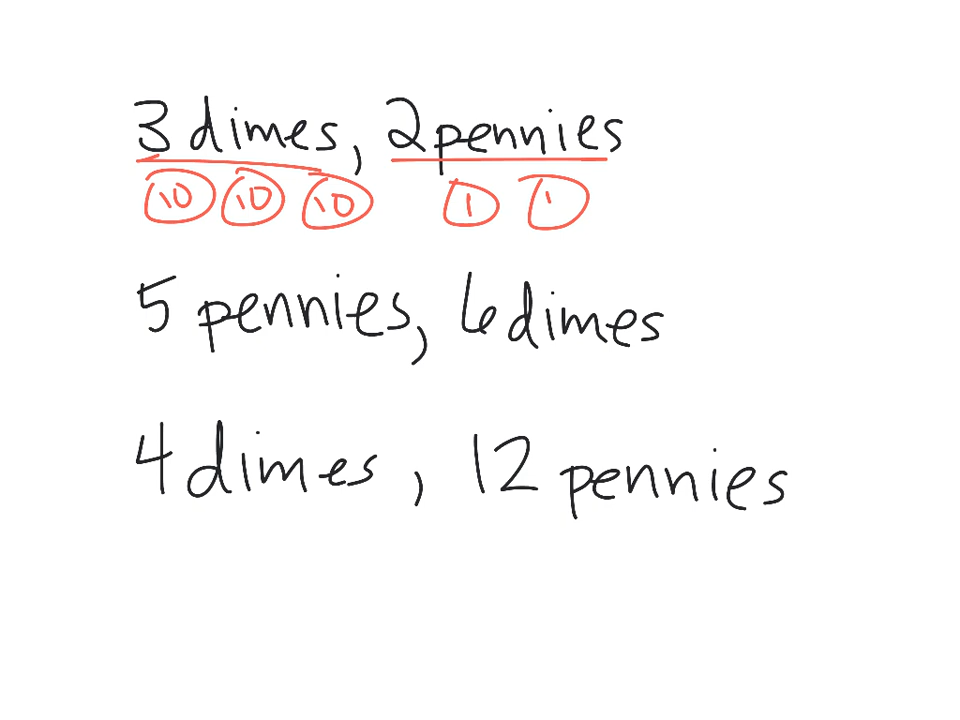 3 dimes, 2 pennies
10 10 10 1 1
5 pennies, 6 dimes
4 dimes, 12 pennies